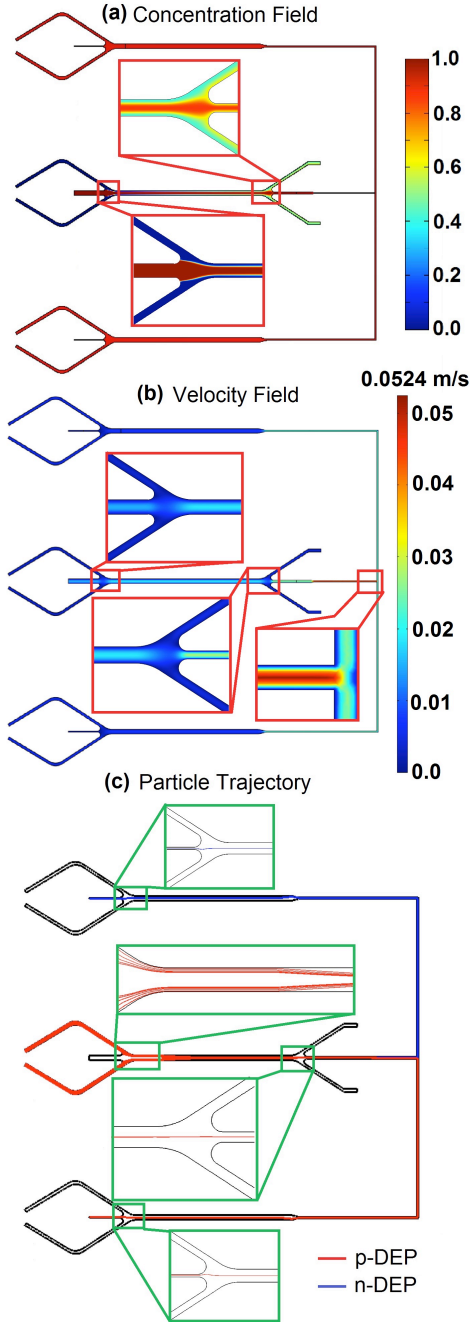 (a) Concentration Field
1.0
0.8
0.6
0.4
0.2
0.0
0.0524 m/s
(b) Velocity Field
0.05
0.04
0.03
0.02
0.01
0.0
(c) Particle Trajectory
p-DEP
n-DEP